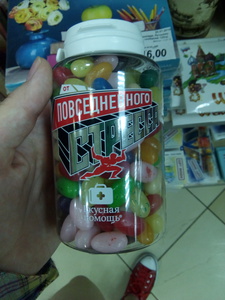 ОТ
ПОВСЕДНЕВНОГО
СТРЕССА
вкусная
помощь
6,00